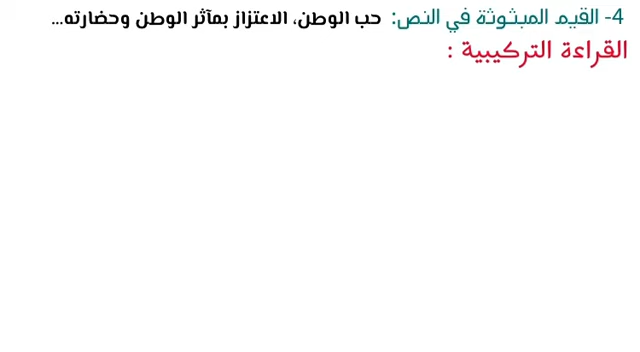 4- القيم المبثوثة في النص: حب الوطن، الاعتزاز بمآثر الوطن وحضارته...
القراءة التركيبية :